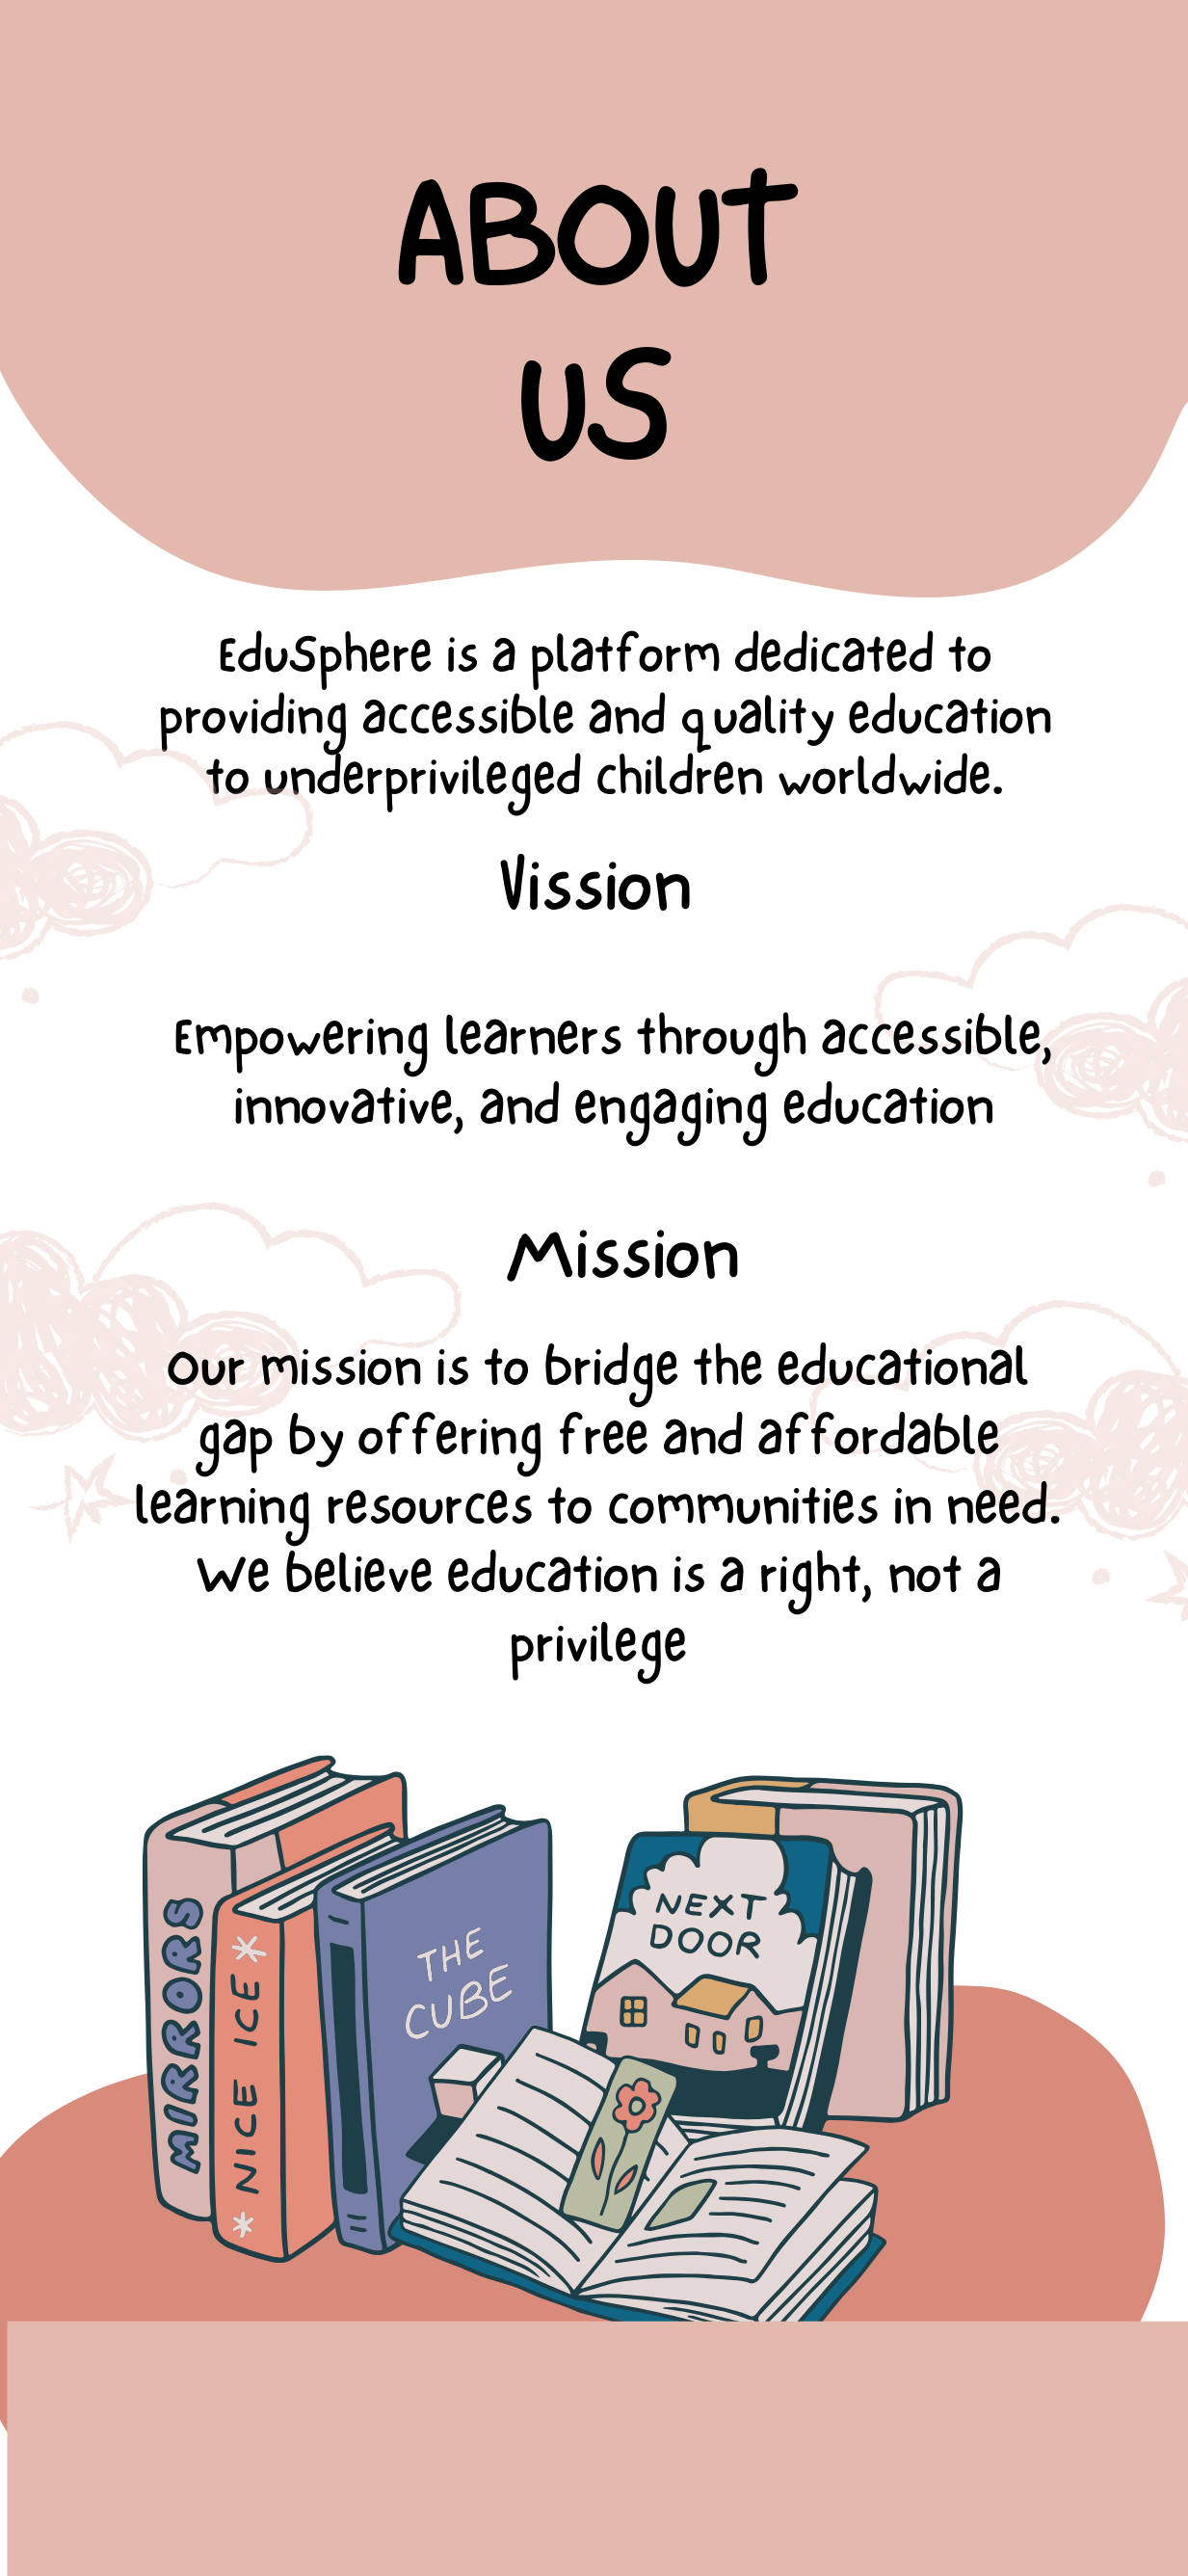 ABOUT
US
EduSphere is a platform dedicated to
providing accessible and quality education
to underprivileged children worldwide.
Vission
Empowering learners through accessible,
innovative, and engaging education
Mission
Our mission is to bridge the educational
gap by offering free and affordable
learning resources to communities in need.
We believe education is a right, not a
privilege
MIRRORS
NICE ICE
THE
CUBE
NEXT
DOOR